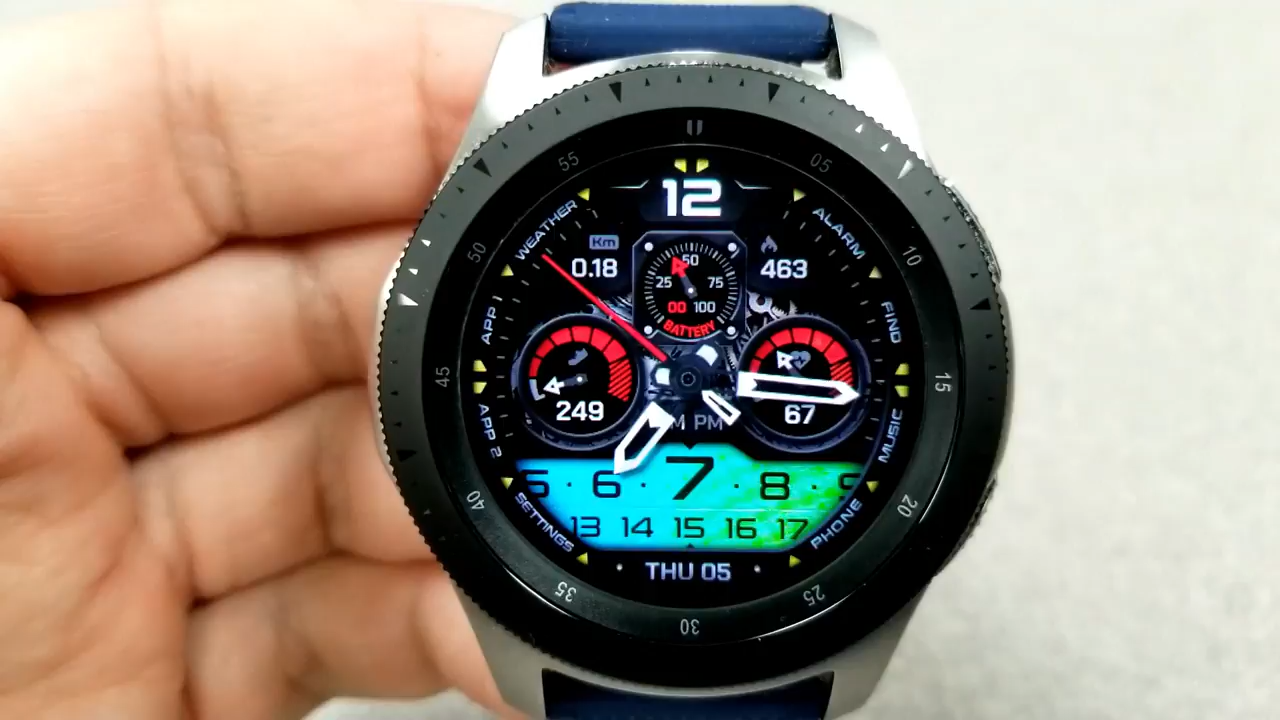 55
05
12
50
WEATHER
ALARM
10
Km
0.18
463
50
25 75
00 100
BATTERY
APP 1
FIND
45
15
249
67
APP 2
MUSIC
M PM
6 · 7 · 8 ·
13 14 15 16 17
40
20
SETTINGS
PHONE
THU 05
35
25
30